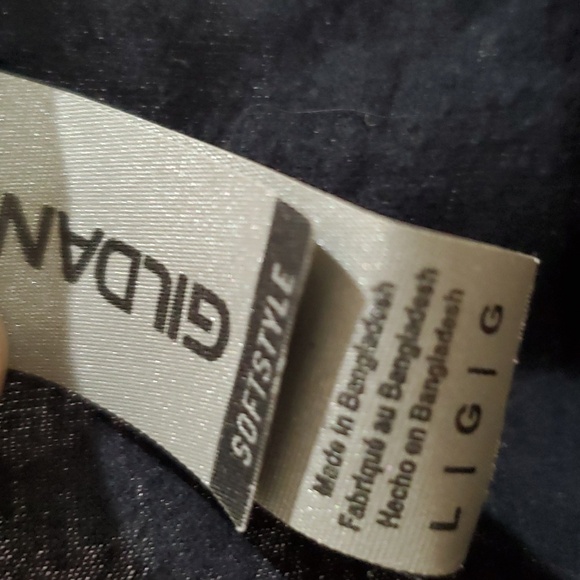 GILDAN
SOFTSTYLE
Made in Bangladesh
Fabriqué au Bangladesh
Hecho en Bangladesh
L | G | G